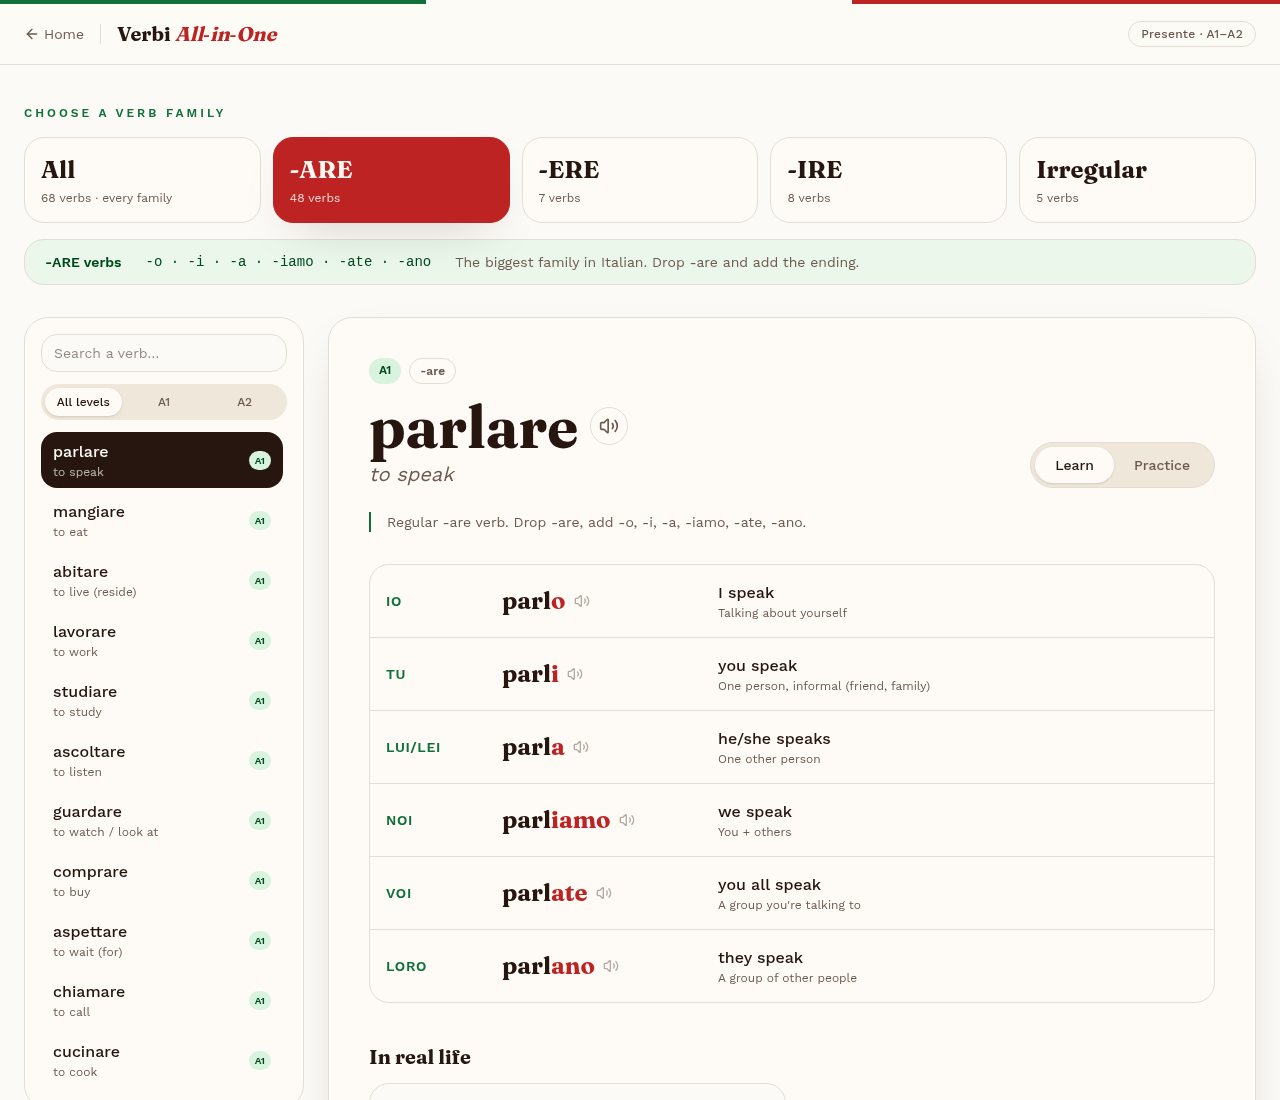 Home
Verbi All-in-One
Presente · A1–A2
CHOOSE A VERB FAMILY
All
68 verbs · every family
-ARE
48 verbs
-ERE
7 verbs
-IRE
8 verbs
Irregular
5 verbs
-ARE verbs -o · -i · -a · -iamo · -ate · -ano The biggest family in Italian. Drop -are and add the ending.
Search a verb...
All levels A1 A2
parlare
to speak
A1
mangiare
to eat
A1
abitare
to live (reside)
A1
lavorare
to work
A1
studiare
to study
A1
ascoltare
to listen
A1
guardare
to watch / look at
A1
comprare
to buy
A1
aspettare
to wait (for)
A1
chiamare
to call
A1
cucinare
to cook
A1
A1 -are
parlare
to speak
Learn Practice
Regular -are verb. Drop -are, add -o, -i, -a, -iamo, -ate, -ano.
IO parlo I speak
Talking about yourself
TU parli you speak
One person, informal (friend, family)
LUI/LEI parla he/she speaks
One other person
NOI parliamo we speak
You + others
VOI parlate you all speak
A group you're talking to
LORO parlano they speak
A group of other people
In real life